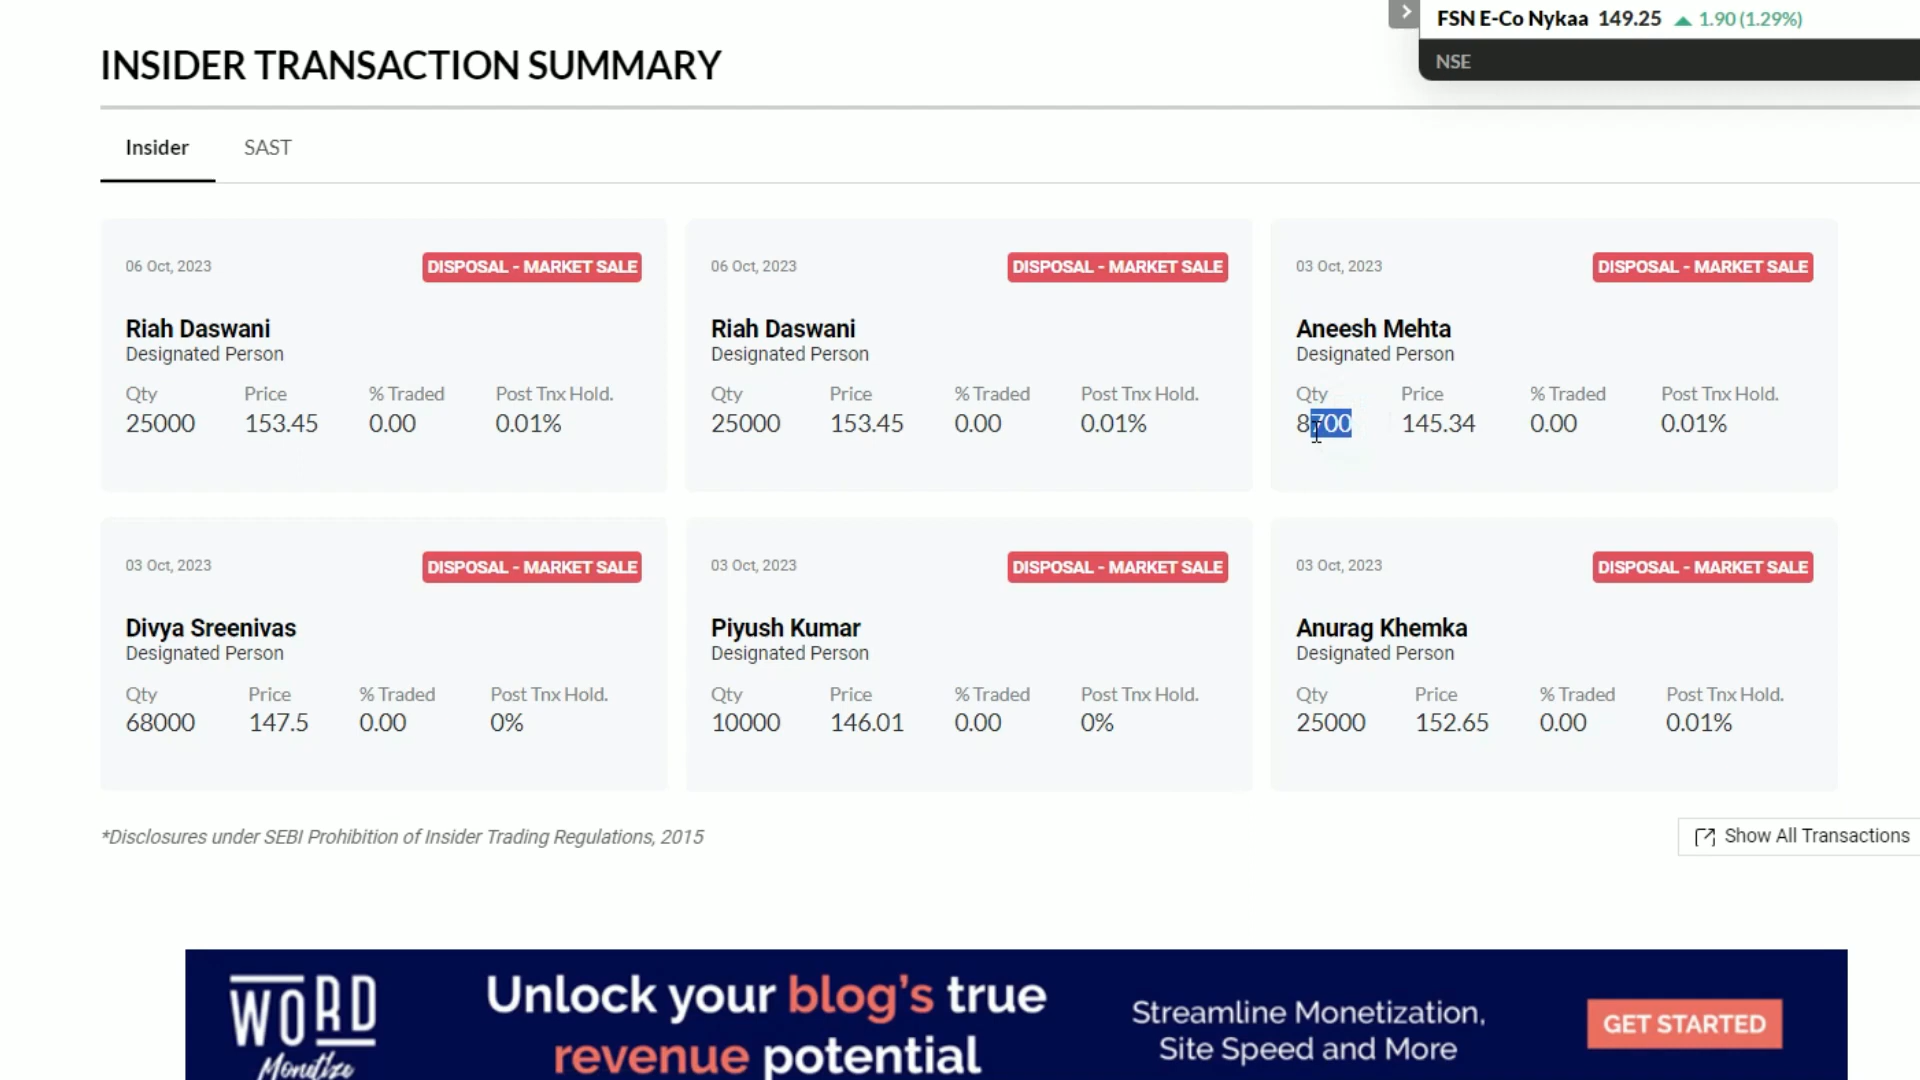 FSN E-Co Nykaa 149.25 ▲ 1.90 (1.29%)
NSE
INSIDER TRANSACTION SUMMARY
Insider SAST
06 Oct, 2023 DISPOSAL - MARKET SALE
Riah Daswani
Designated Person
Qty Price % Traded Post Tnx Hold.
25000 153.45 0.00 0.01%
06 Oct, 2023 DISPOSAL - MARKET SALE
Riah Daswani
Designated Person
Qty Price % Traded Post Tnx Hold.
25000 153.45 0.00 0.01%
03 Oct, 2023 DISPOSAL - MARKET SALE
Aneesh Mehta
Designated Person
Qty Price % Traded Post Tnx Hold.
8700 145.34 0.00 0.01%
03 Oct, 2023 DISPOSAL - MARKET SALE
Divya Sreenivas
Designated Person
Qty Price % Traded Post Tnx Hold.
68000 147.5 0.00 0%
03 Oct, 2023 DISPOSAL - MARKET SALE
Piyush Kumar
Designated Person
Qty Price % Traded Post Tnx Hold.
10000 146.01 0.00 0%
03 Oct, 2023 DISPOSAL - MARKET SALE
Anurag Khemka
Designated Person
Qty Price % Traded Post Tnx Hold.
25000 152.65 0.00 0.01%
*Disclosures under SEBI Prohibition of Insider Trading Regulations, 2015
Show All Transactions
WORD
Monetize
Unlock your blog's true
revenue potential
Streamline Monetization,
Site Speed and More
GET STARTED